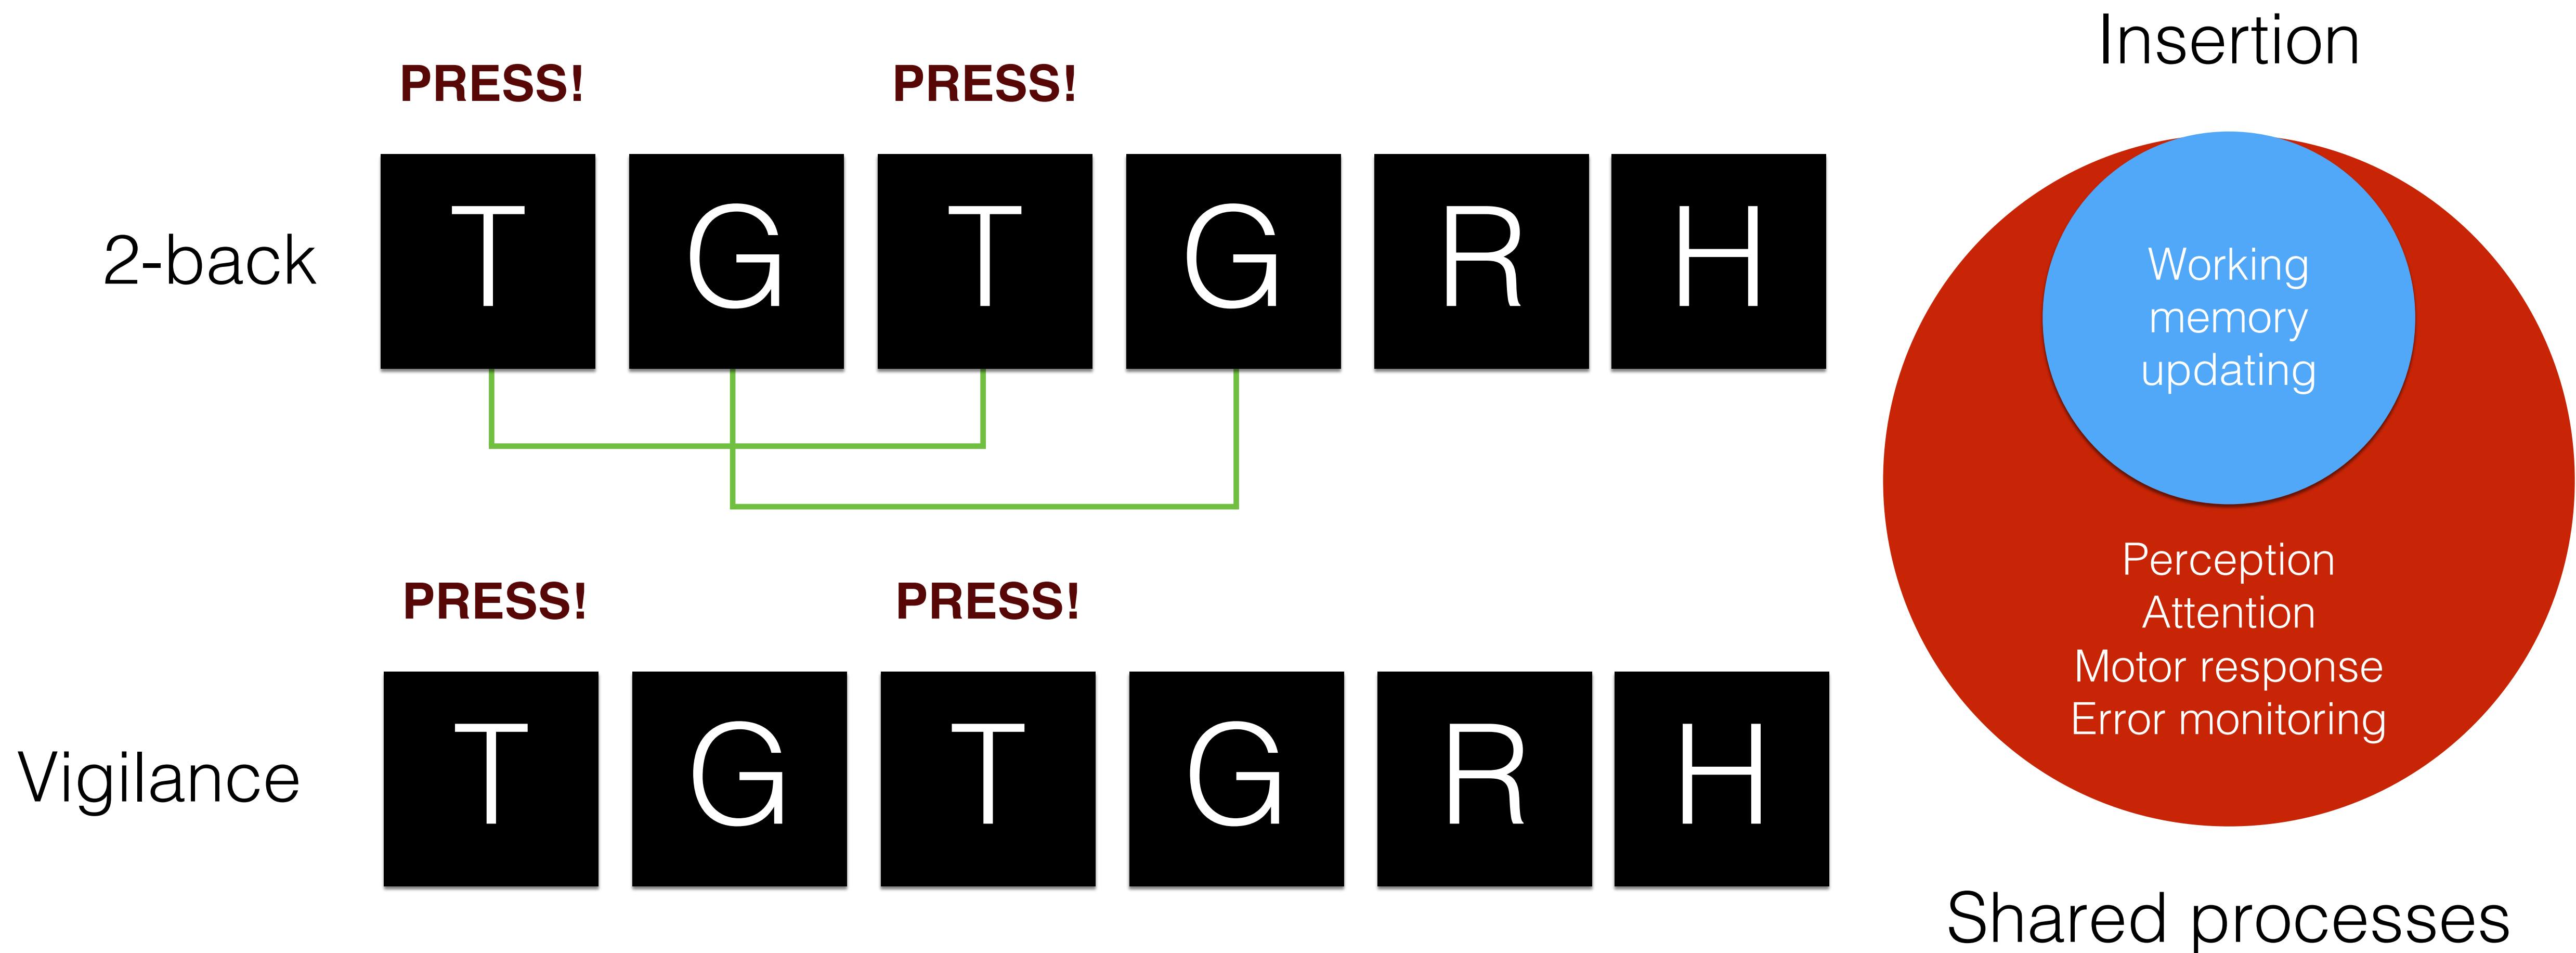 PRESS! PRESS!
2-back T G T G R H
PRESS! PRESS!
Vigilance T G T G R H
Insertion
Working
memory
updating
Perception
Attention
Motor response
Error monitoring
Shared processes